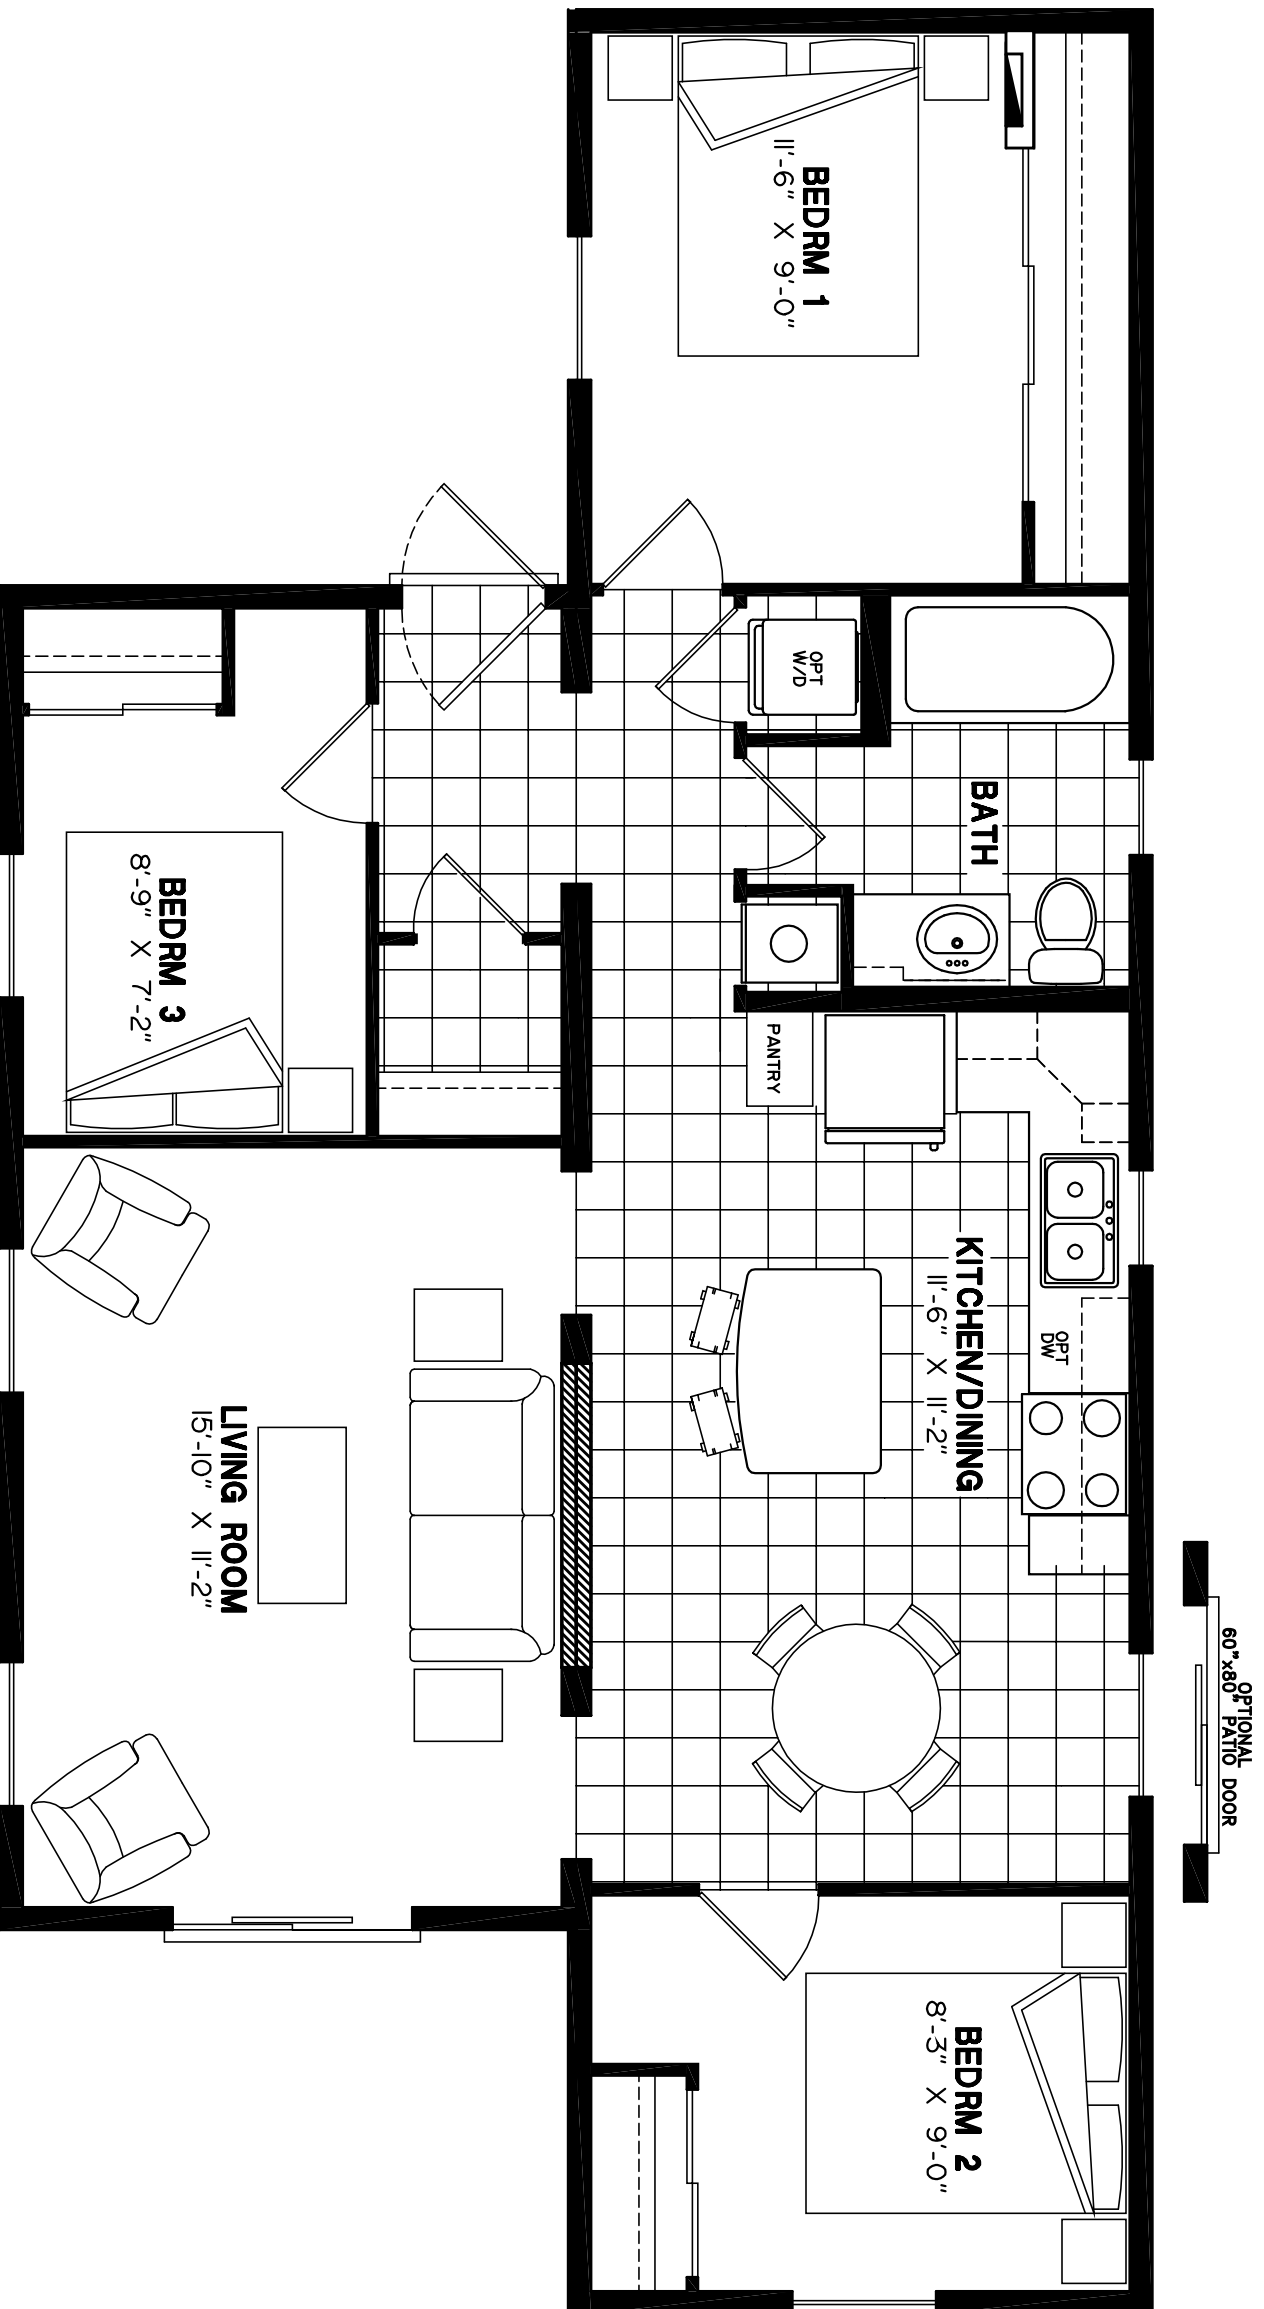 OPTIONAL
60"x80" PATIO DOOR
BEDRM 1
11'-6" X 9'-0"
OPT
W/D
BATH
PANTRY
KITCHEN/DINING
11'-6" X 11'-2"
OPT
DW
BEDRM 2
8'-3" X 9'-0"
BEDRM 3
8'-9" X 7'-2"
LIVING ROOM
15'-10" X 11'-2"